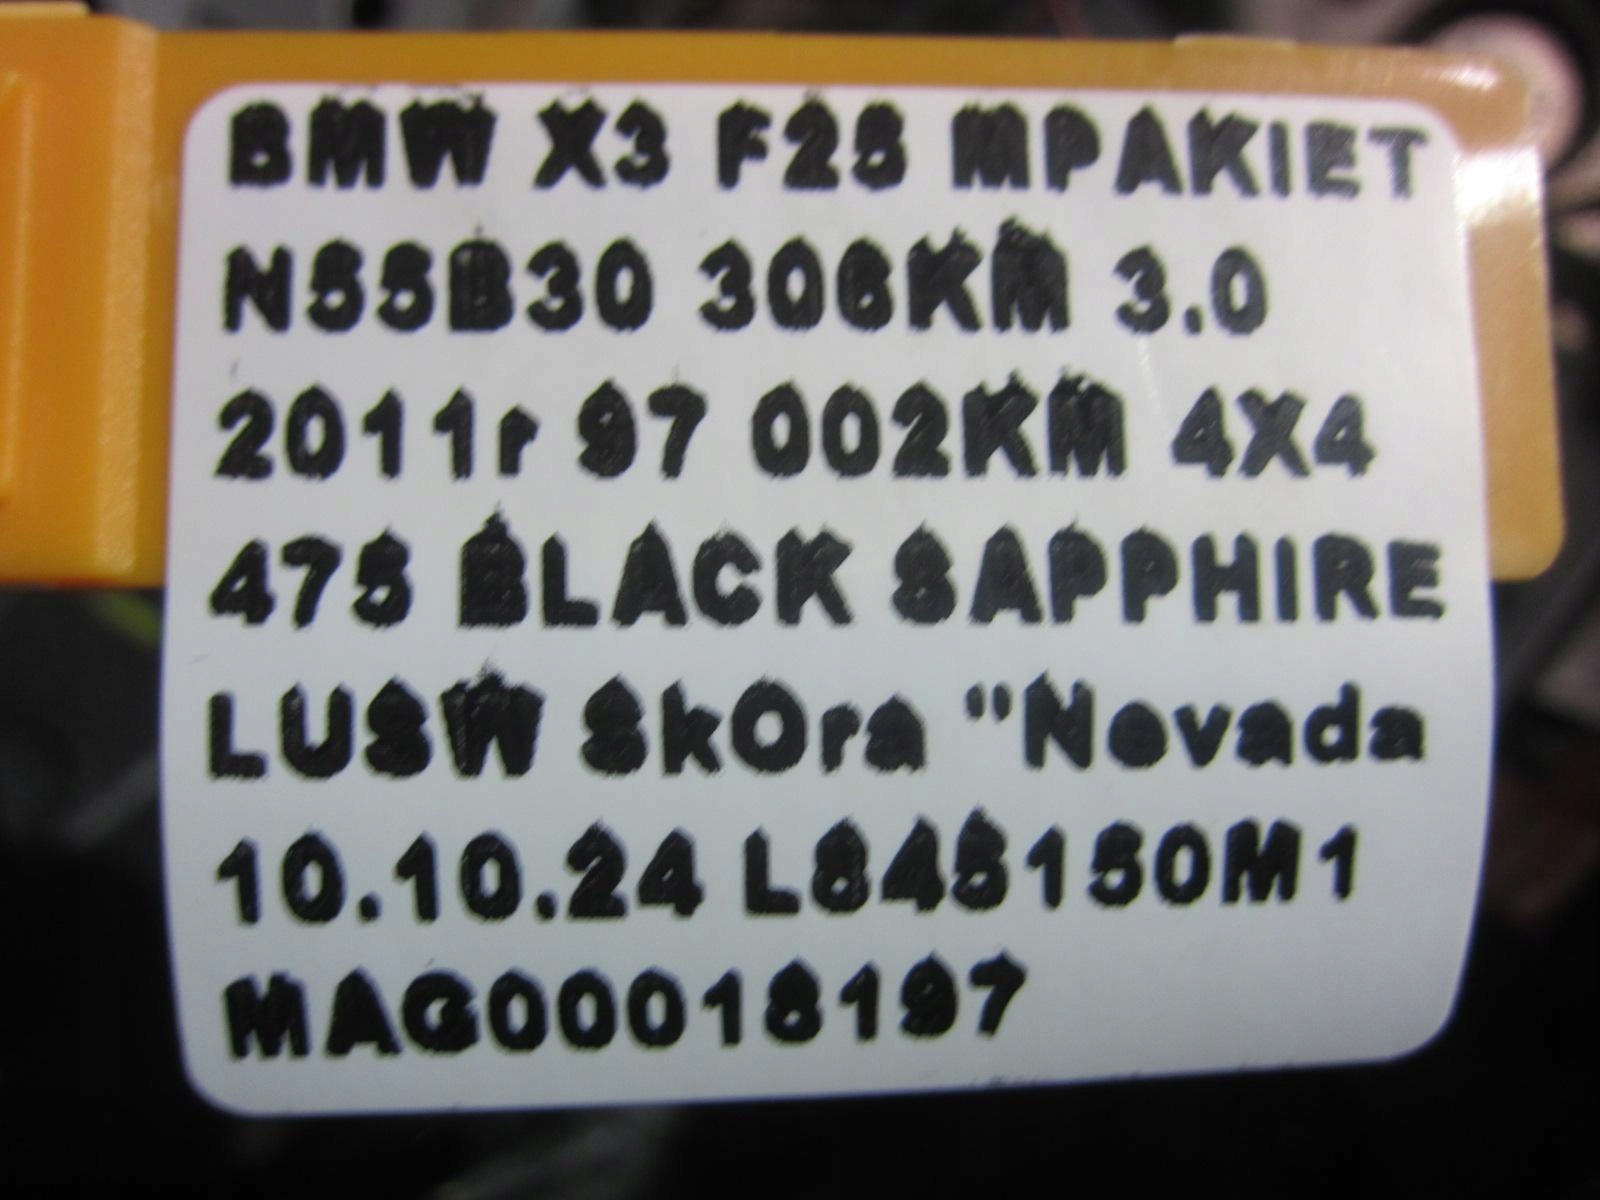 BMW X3 F25 MPAKIET
N55B30 306KM 3.0
2011r 97 002KM 4X4
475 BLACK SAPPHIRE
LUSW SkOra "Nevada
10.10.24 L845150M1
MAG00018197